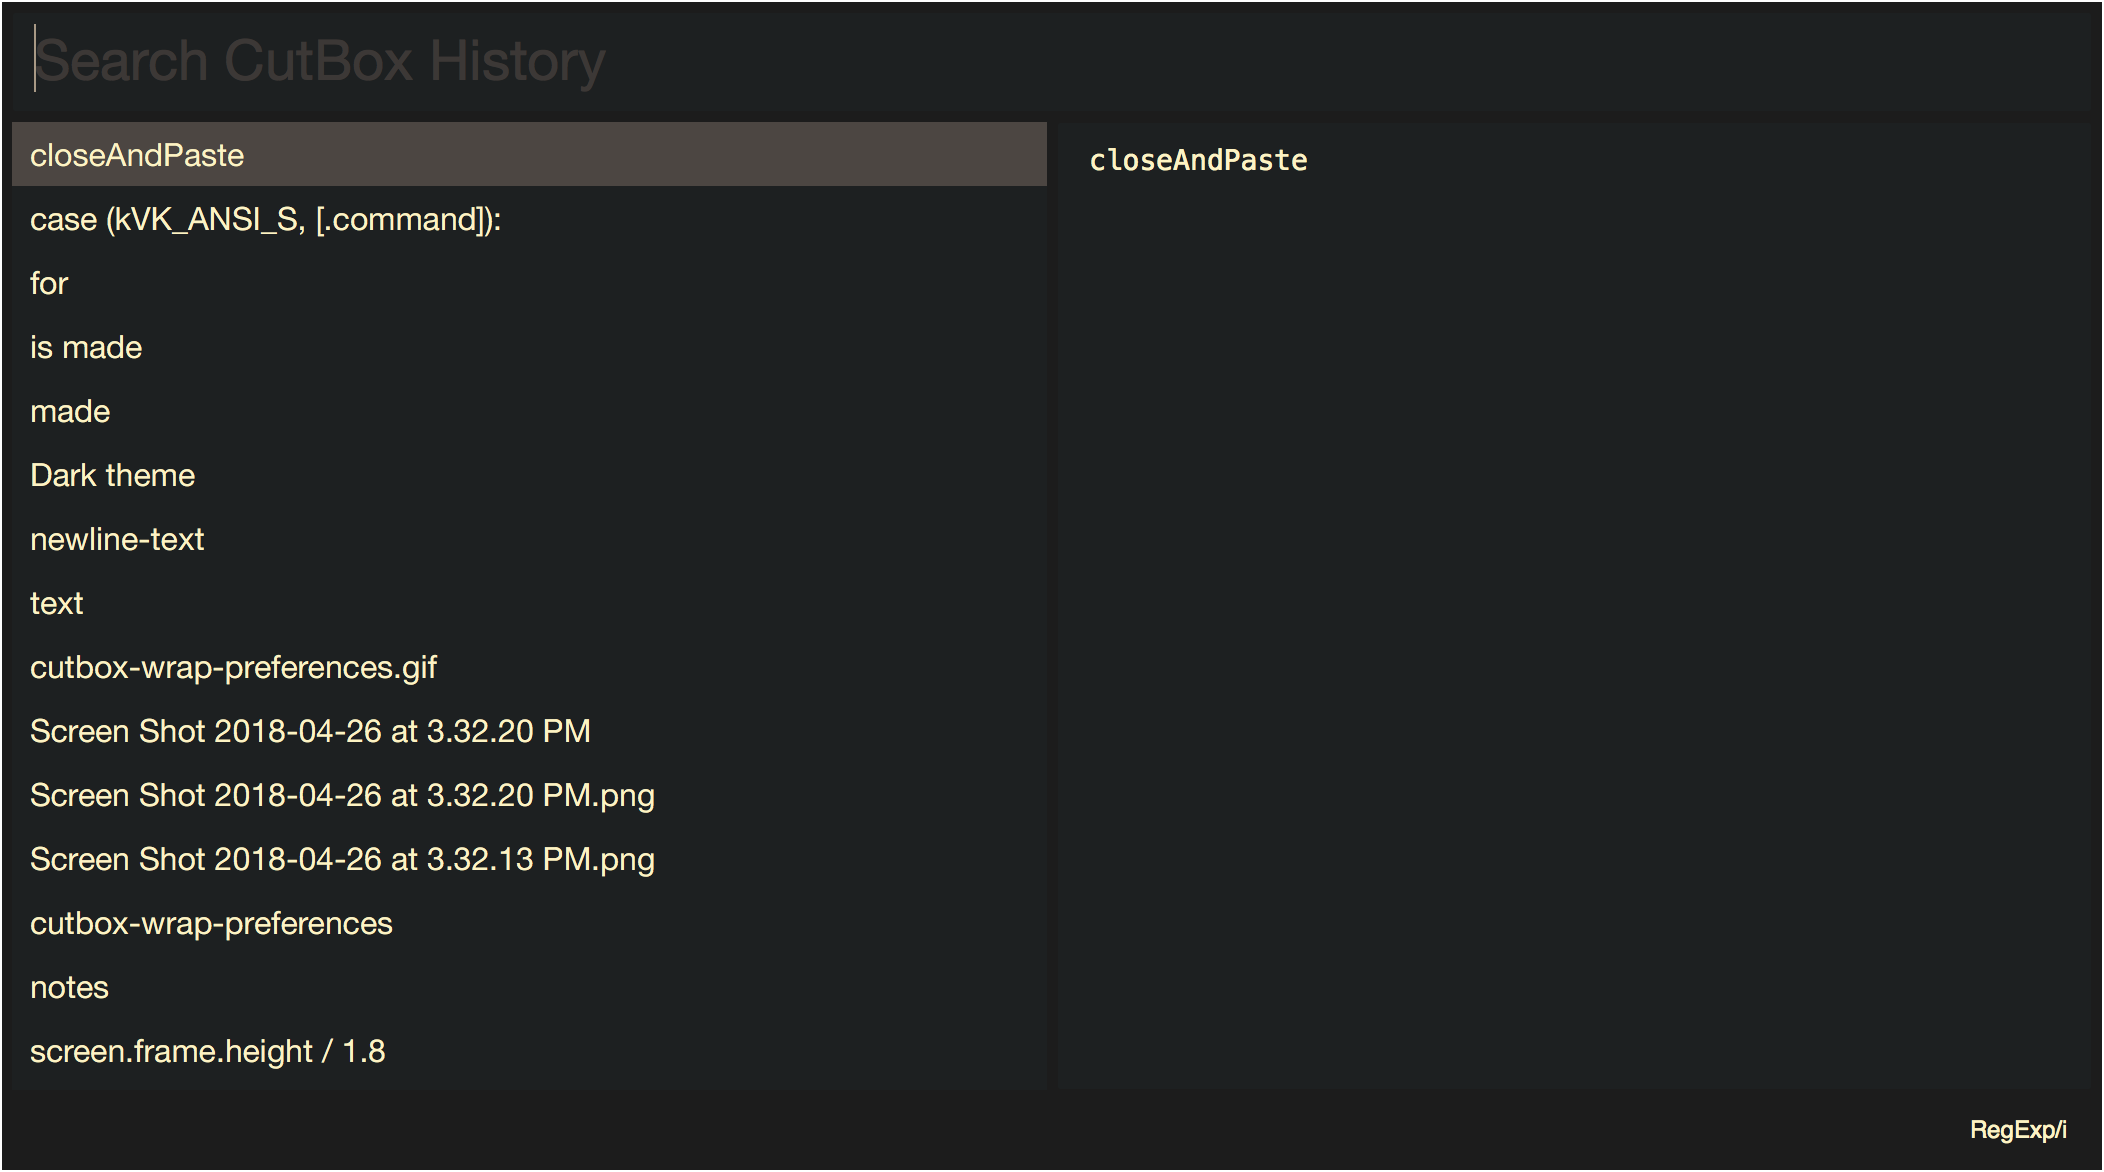 Search CutBox History
closeAndPaste
case (kVK_ANSI_S, [.command]):
for
is made
made
Dark theme
newline-text
text
cutbox-wrap-preferences.gif
Screen Shot 2018-04-26 at 3.32.20 PM
Screen Shot 2018-04-26 at 3.32.20 PM.png
Screen Shot 2018-04-26 at 3.32.13 PM.png
cutbox-wrap-preferences
notes
screen.frame.height / 1.8
closeAndPaste
RegExp/i